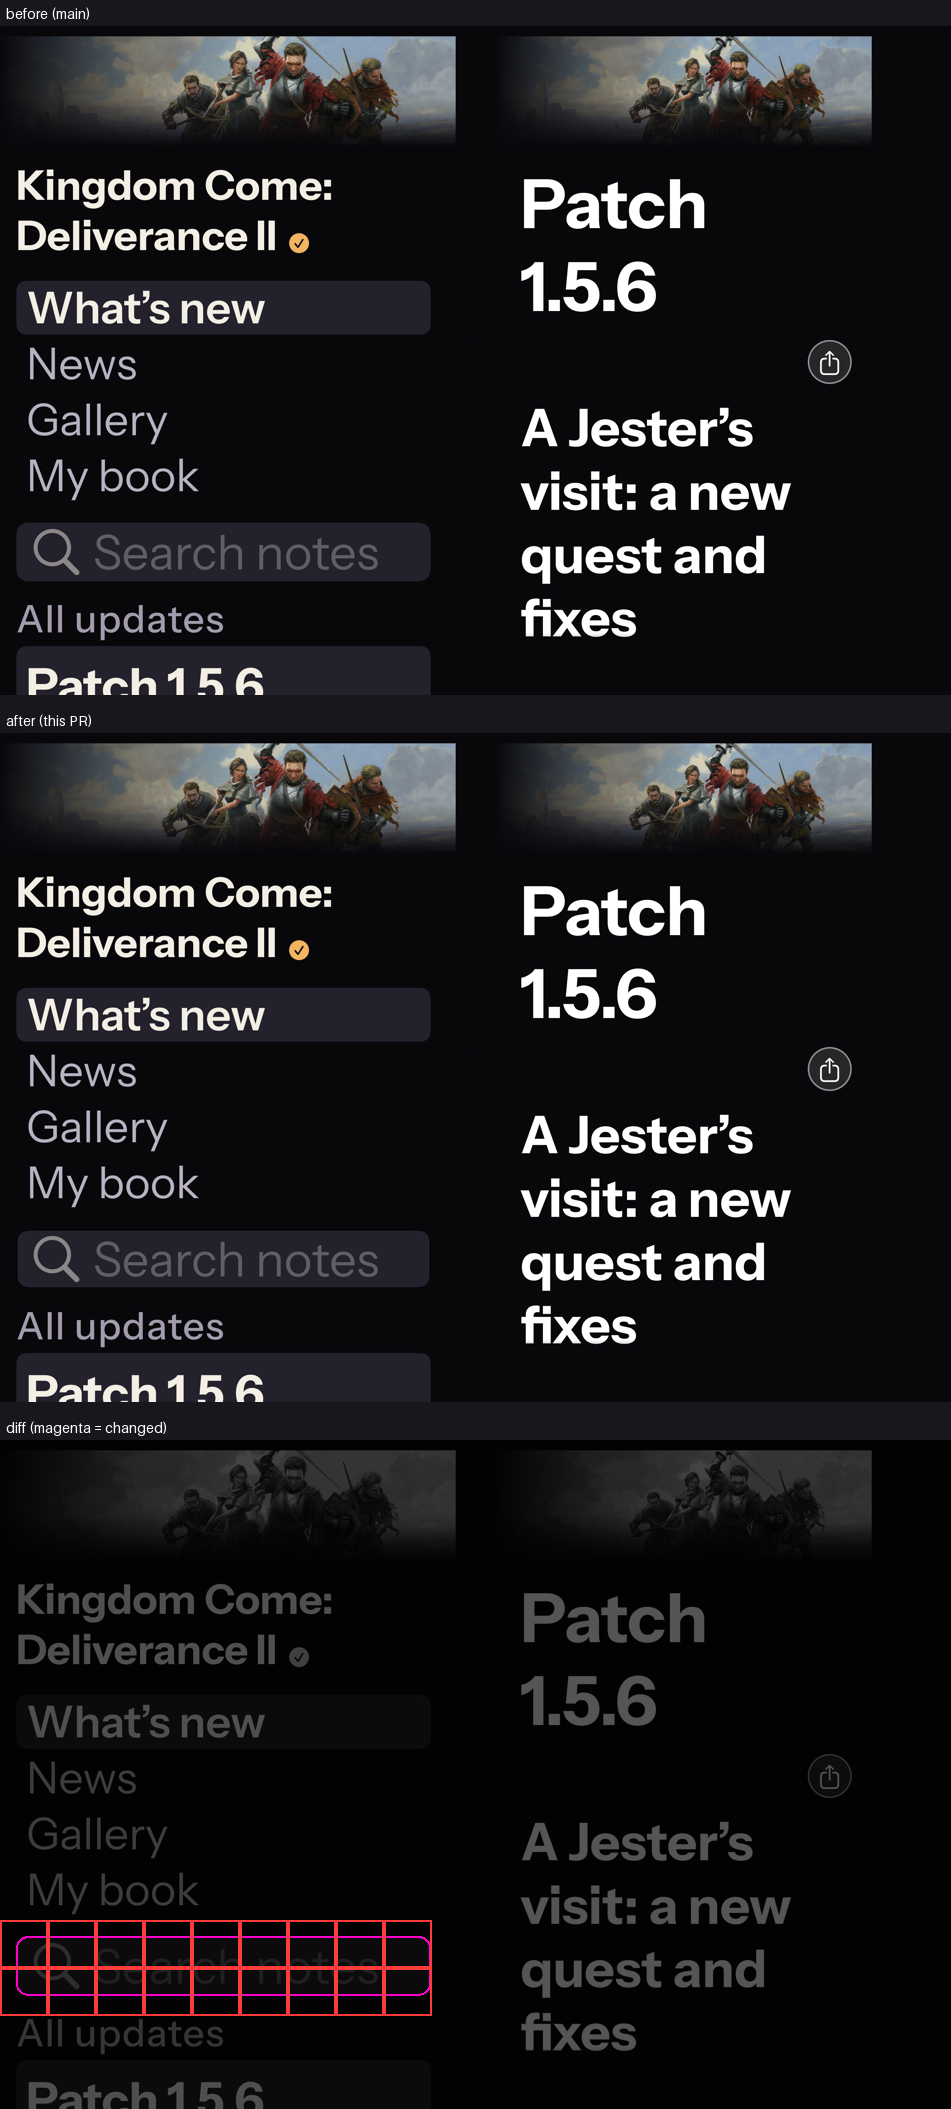 before (main)
Kingdom Come:
Deliverance II
What's new
News
Gallery
My book
Search notes
All updates
Patch 1.5.6
Patch
1.5.6
A Jester's
visit: a new
quest and
fixes
after (this PR)
Kingdom Come:
Deliverance II
What's new
News
Gallery
My book
Search notes
All updates
Patch 1.5.6
Patch
1.5.6
A Jester's
visit: a new
quest and
fixes
diff (magenta = changed)
Kingdom Come:
Deliverance II
What's new
News
Gallery
My book
Search notes
All updates
Patch 1.5.6
Patch
1.5.6
A Jester's
visit: a new
quest and
fixes